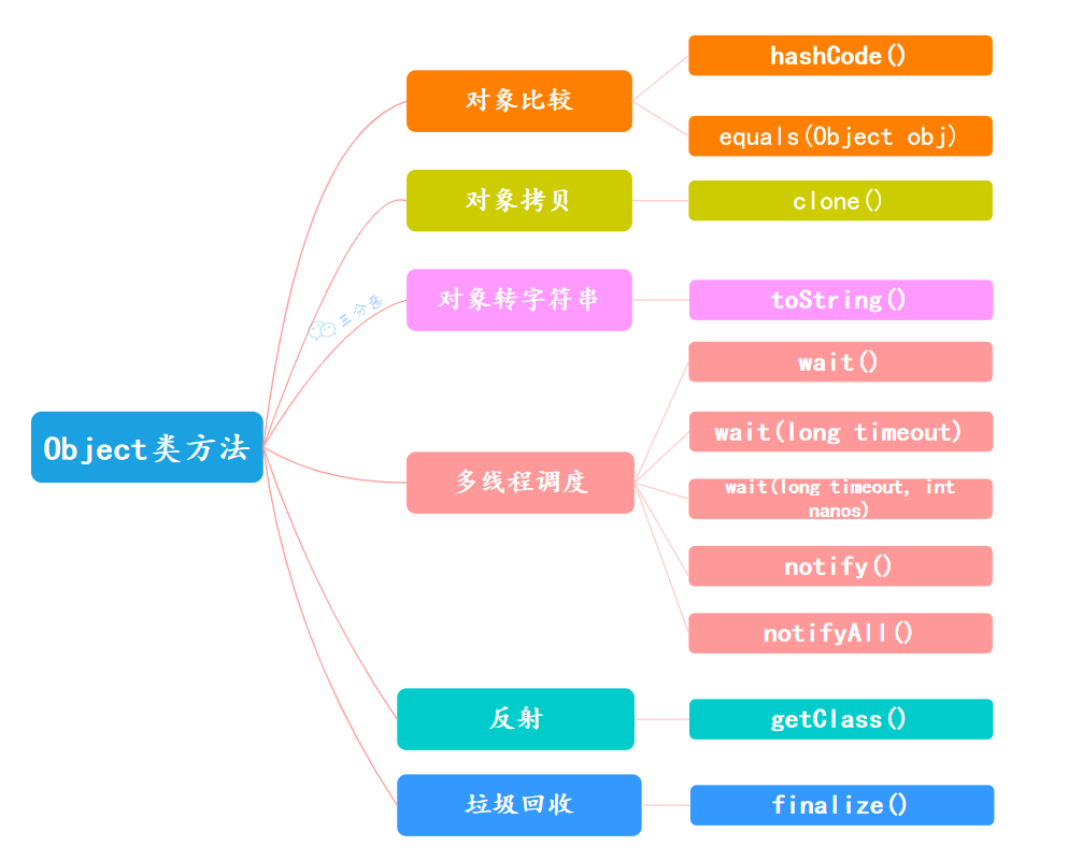 Object类方法
对象比较
hashCode()
equals(Object obj)
对象拷贝
clone()
对象转字符串
toString()
三分恶
多线程调度
wait()
wait(long timeout)
wait(long timeout, int
nanos)
notify()
notifyAll()
反射
getClass()
垃圾回收
finalize()